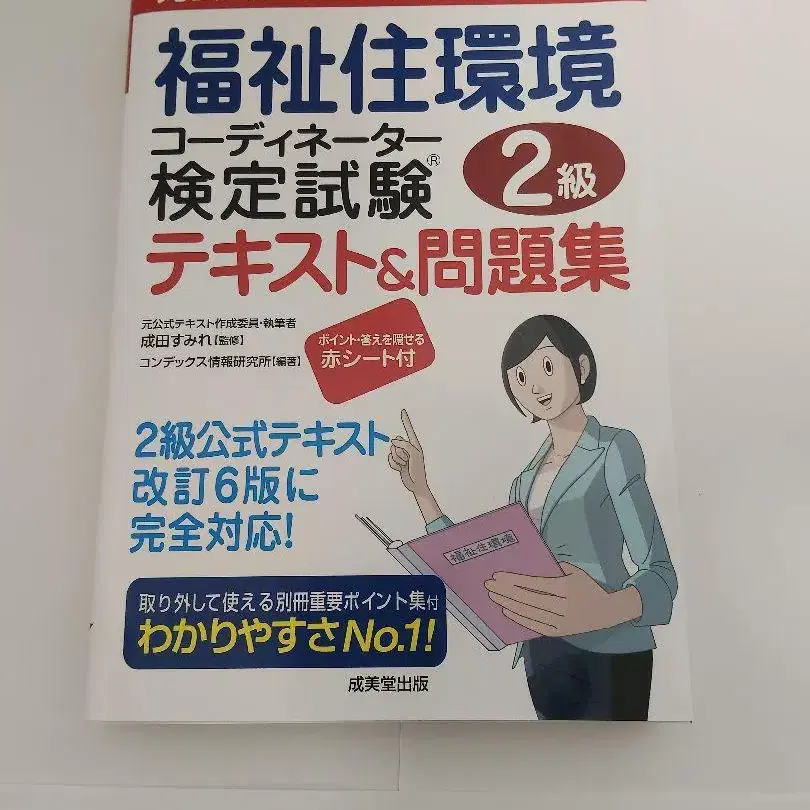 福祉住環境
コーディネーター
検定試験®
2級
テキスト&問題集
元公式テキスト作成委員・執筆者
成田すみれ【監修】
コンデックス情報研究所【編著】
ポイント・答えを隠せる
赤シート付
2級公式テキスト
改訂6版に
完全対応!
福祉住環境
取り外して使える別冊重要ポイント集付
わかりやすさNo.1!
成美堂出版